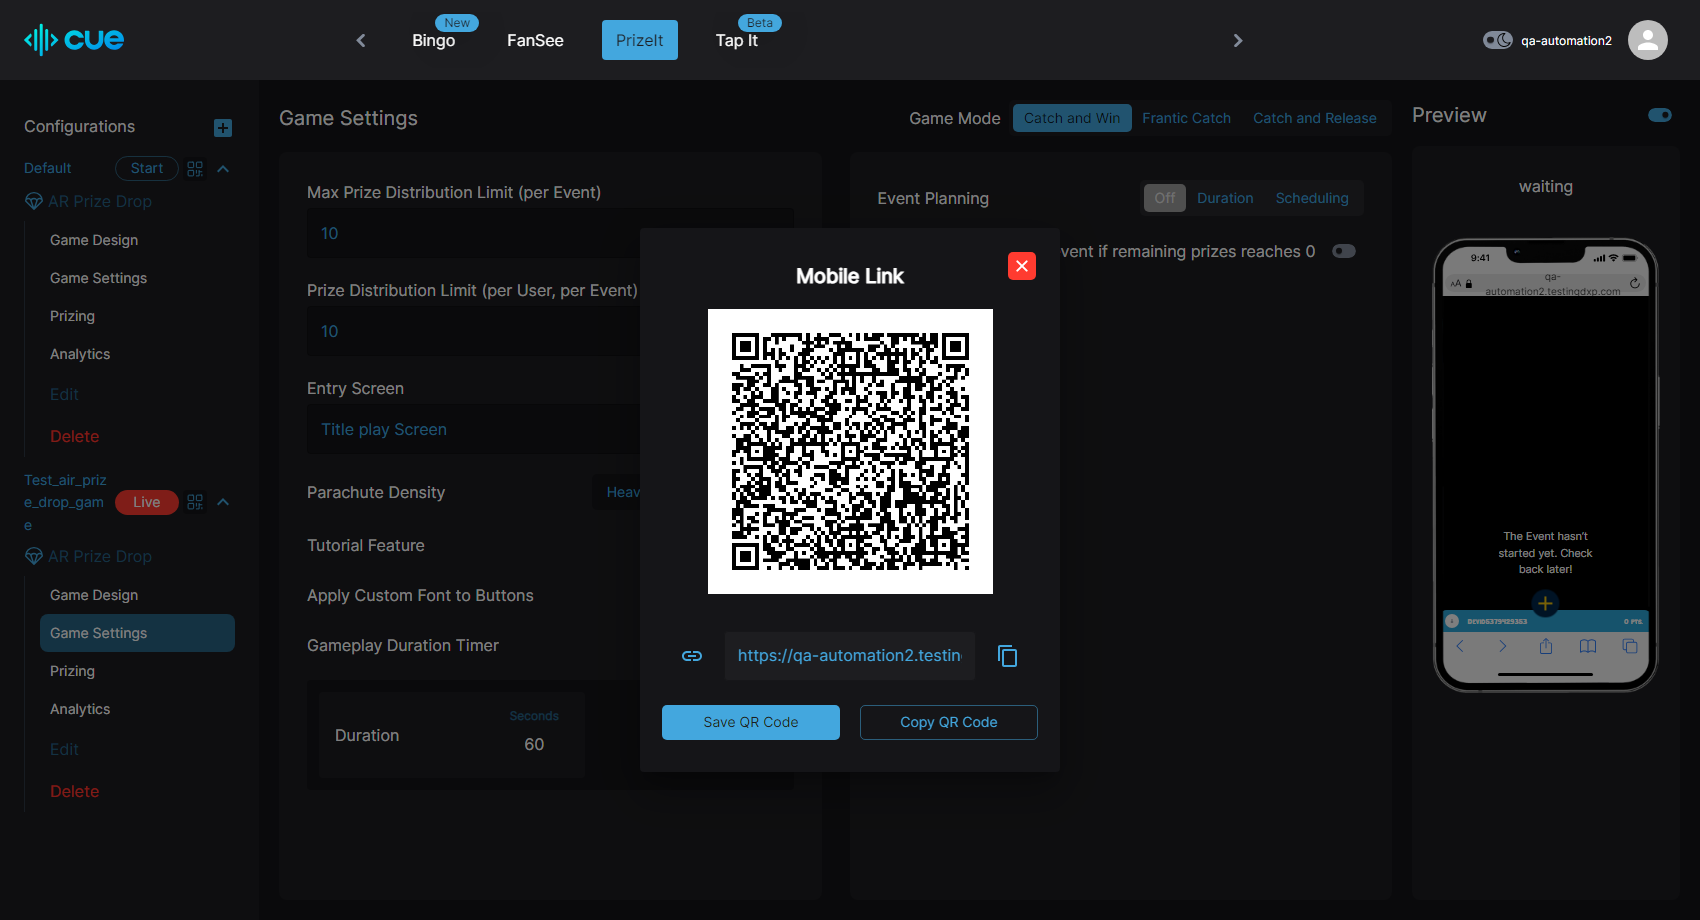 cue
New
Bingo
FanSee
PrizeIt
Beta
Tap It
qa-automation2
Configurations
Default
Start
AR Prize Drop
Game Design
Game Settings
Prizing
Analytics
Edit
Delete
Test_air_priz
e_drop_gam
e
Live
AR Prize Drop
Game Design
Game Settings
Prizing
Analytics
Edit
Delete
Game Settings
Game Mode
Catch and Win
Frantic Catch
Catch and Release
Max Prize Distribution Limit (per Event)
10
Prize Distribution Limit (per User, per Event)
10
Entry Screen
Title play Screen
Parachute Density
Heav
Tutorial Feature
Apply Custom Font to Buttons
Gameplay Duration Timer
Duration
Seconds
60
Event Planning
Off
Duration
Scheduling
vent if remaining prizes reaches 0
Mobile Link
https://qa-automation2.testin
Save QR Code
Copy QR Code
Preview
waiting
9:41
AA
qa-
automation2.testingdxp.com
The Event hasn't
started yet. Check
back later!
0 PTS.